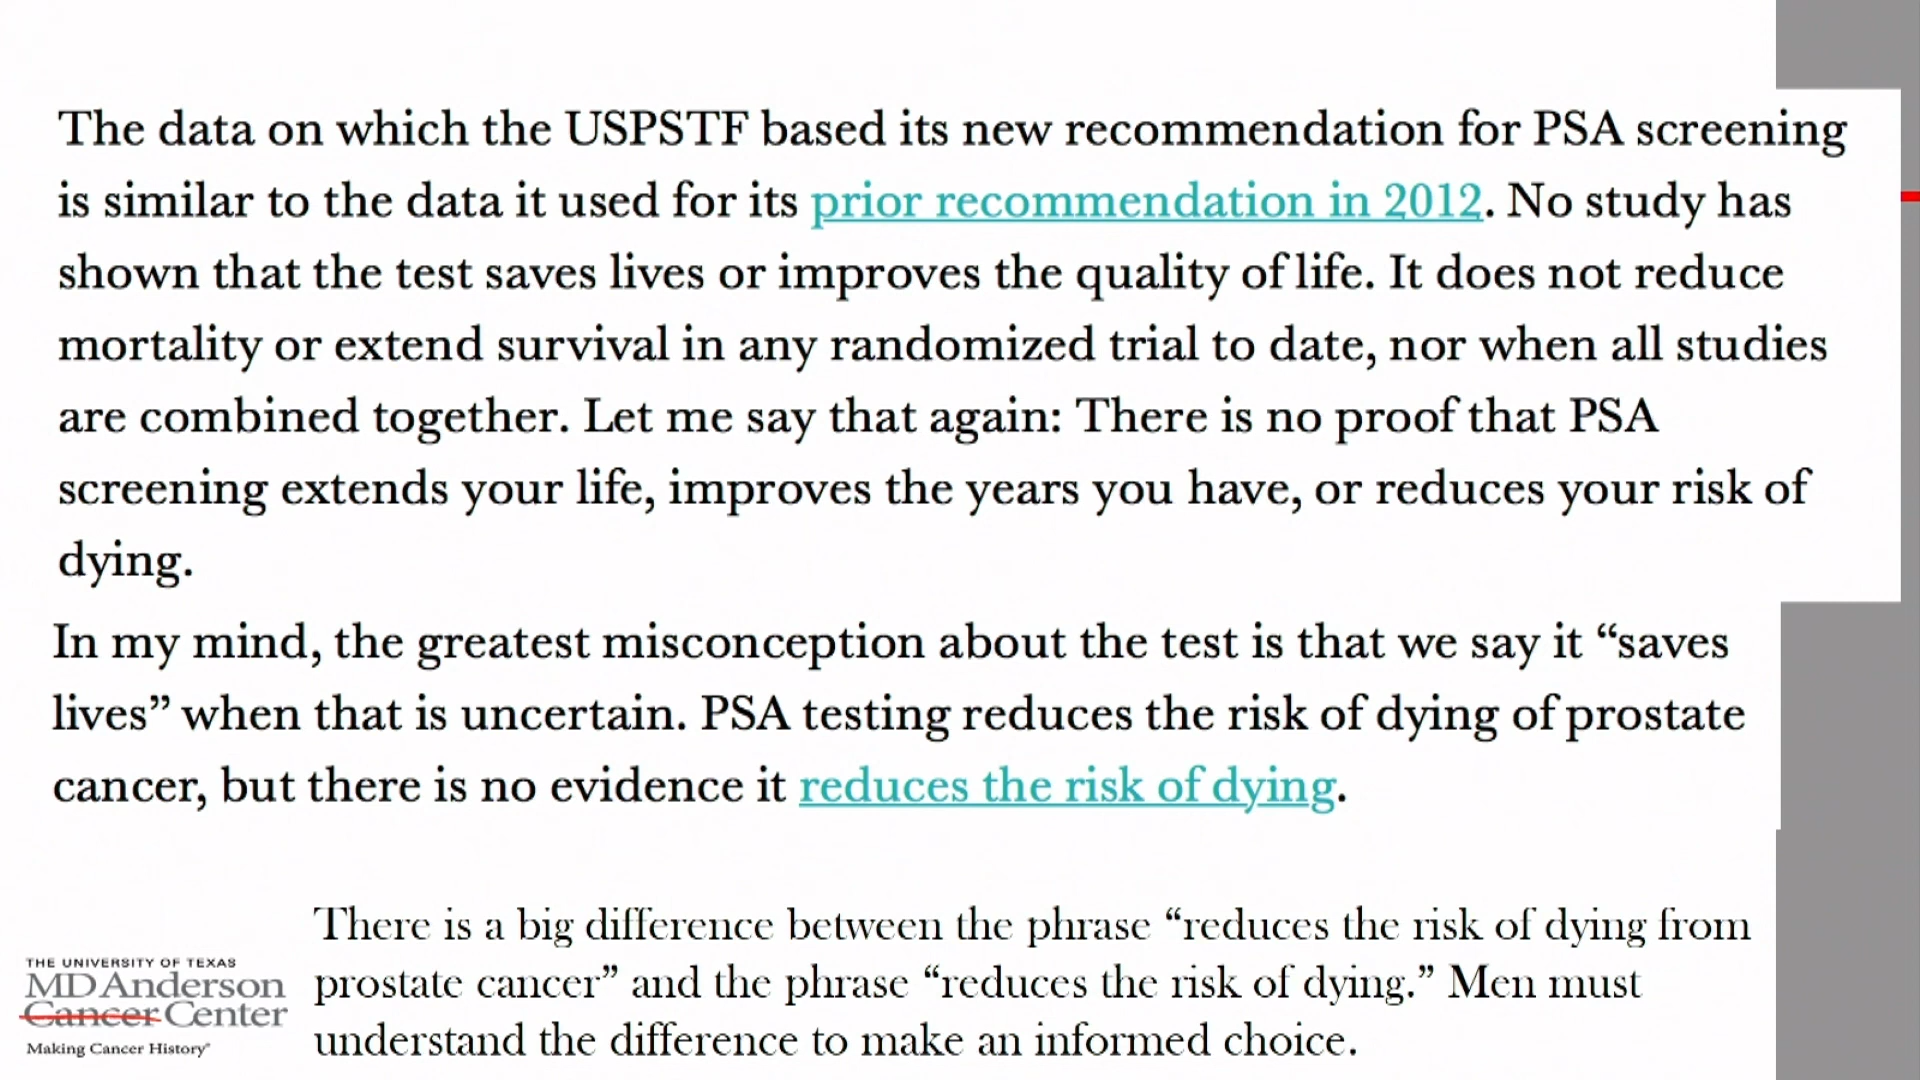 The data on which the USPSTF based its new recommendation for PSA screening
is similar to the data it used for its prior recommendation in 2012. No study has
shown that the test saves lives or improves the quality of life. It does not reduce
mortality or extend survival in any randomized trial to date, nor when all studies
are combined together. Let me say that again: There is no proof that PSA
screening extends your life, improves the years you have, or reduces your risk of
dying.
In my mind, the greatest misconception about the test is that we say it “saves
lives” when that is uncertain. PSA testing reduces the risk of dying of prostate
cancer, but there is no evidence it reduces the risk of dying.
There is a big difference between the phrase “reduces the risk of dying from
prostate cancer” and the phrase “reduces the risk of dying.” Men must
understand the difference to make an informed choice.
THE UNIVERSITY OF TEXAS
MD Anderson
Cancer Center
Making Cancer History®